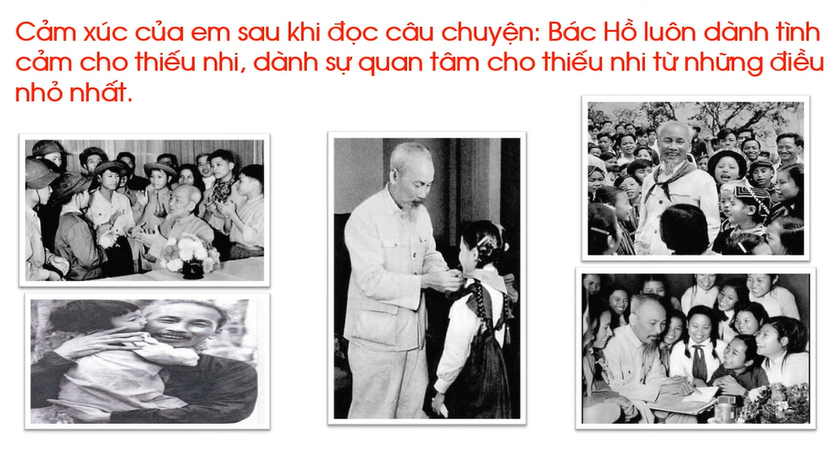 Cảm xúc của em sau khi đọc câu chuyện: Bác Hồ luôn dành tình
cảm cho thiếu nhi, dành sự quan tâm cho thiếu nhi từ những điều
nhỏ nhất.